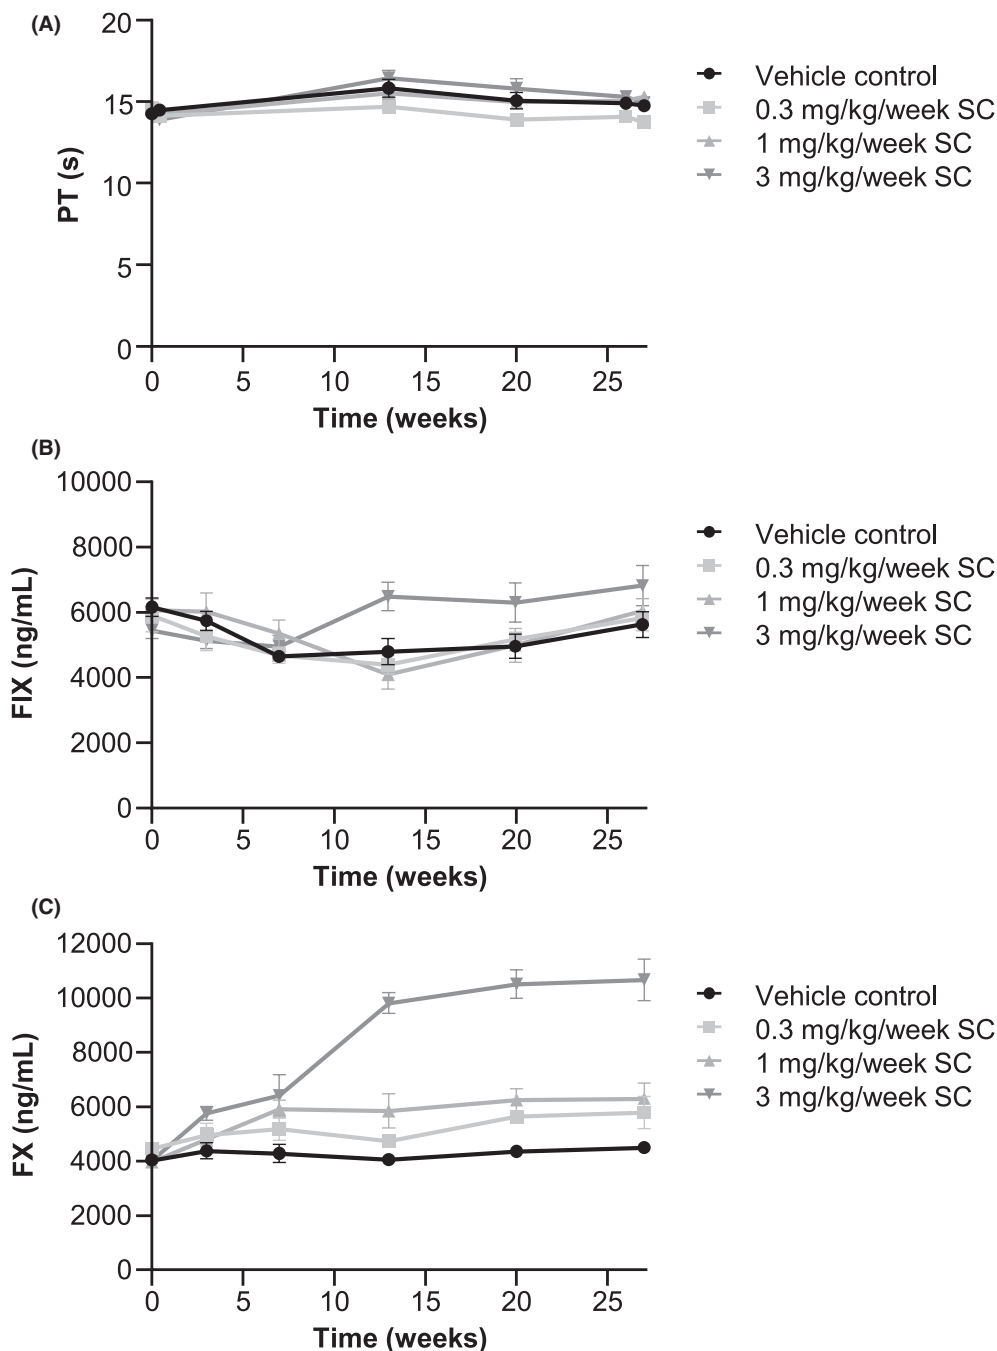 (A)
20
15
10
5
0
PT (s)
0 5 10 15 20 25
Time (weeks)
Vehicle control
0.3 mg/kg/week SC
1 mg/kg/week SC
3 mg/kg/week SC
(B)
10000
8000
6000
4000
2000
0
FIX (ng/mL)
0 5 10 15 20 25
Time (weeks)
Vehicle control
0.3 mg/kg/week SC
1 mg/kg/week SC
3 mg/kg/week SC
(C)
12000
10000
8000
6000
4000
2000
0
FX (ng/mL)
0 5 10 15 20 25
Time (weeks)
Vehicle control
0.3 mg/kg/week SC
1 mg/kg/week SC
3 mg/kg/week SC